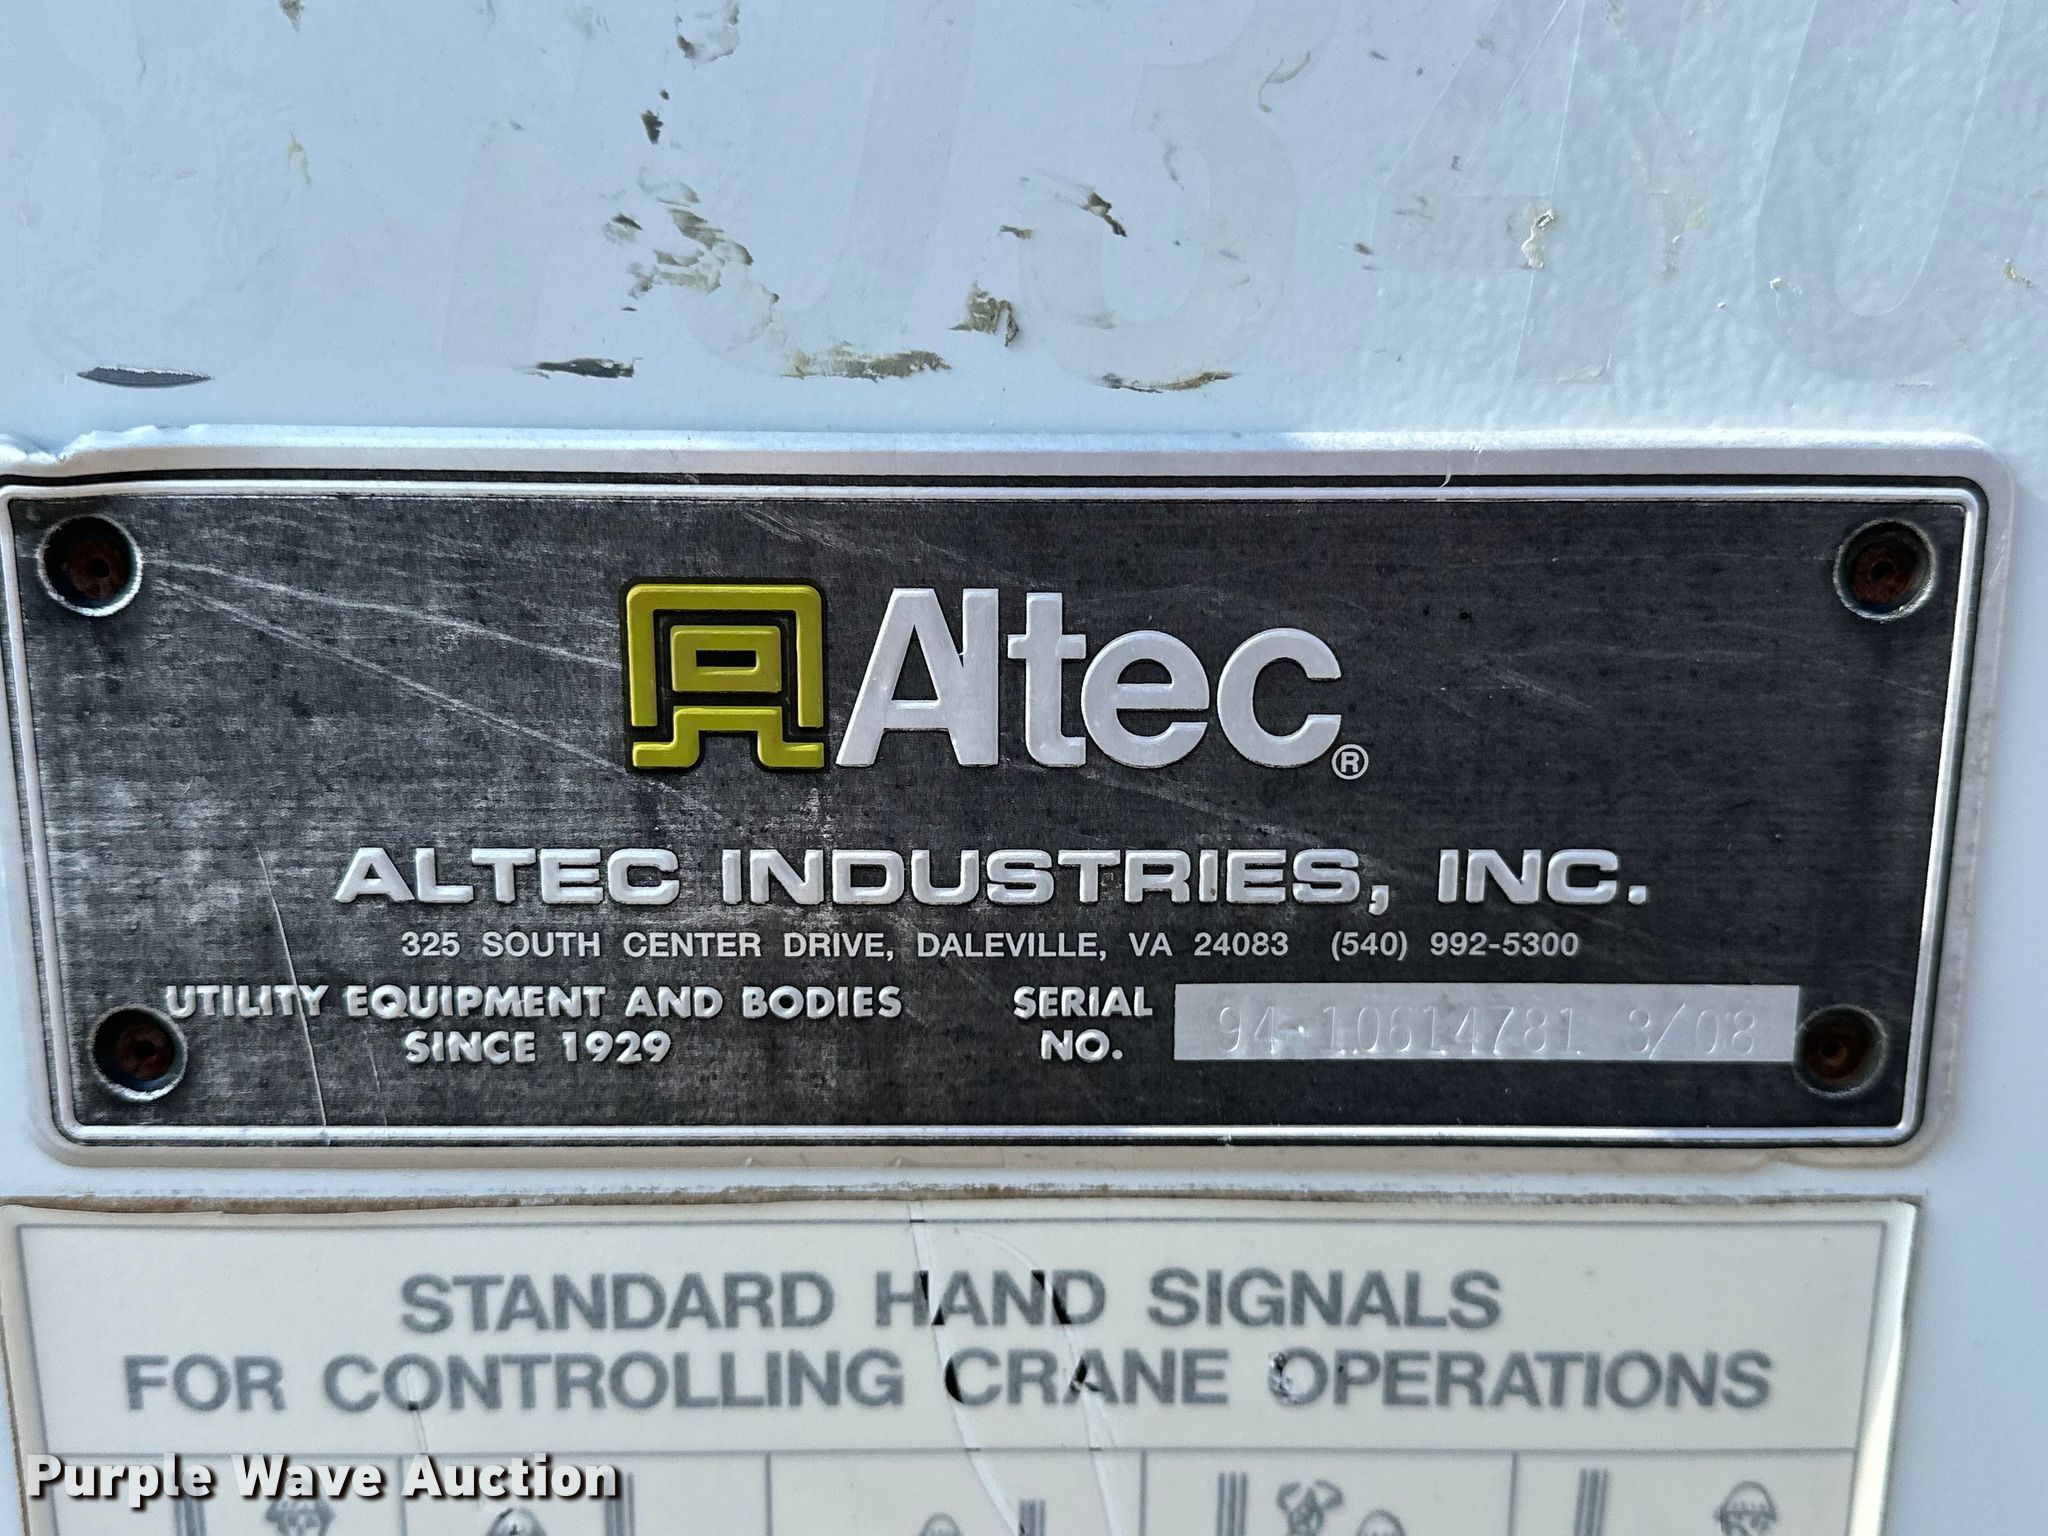 Altec®
ALTEC INDUSTRIES, INC.
325 SOUTH CENTER DRIVE, DALEVILLE, VA 24083 (540) 992-5300
UTILITY EQUIPMENT AND BODIES
SINCE 1929
SERIAL
NO.
94-10614781 3/08
STANDARD HAND SIGNALS
FOR CONTROLLING CRANE OPERATIONS
Purple Wave Auction